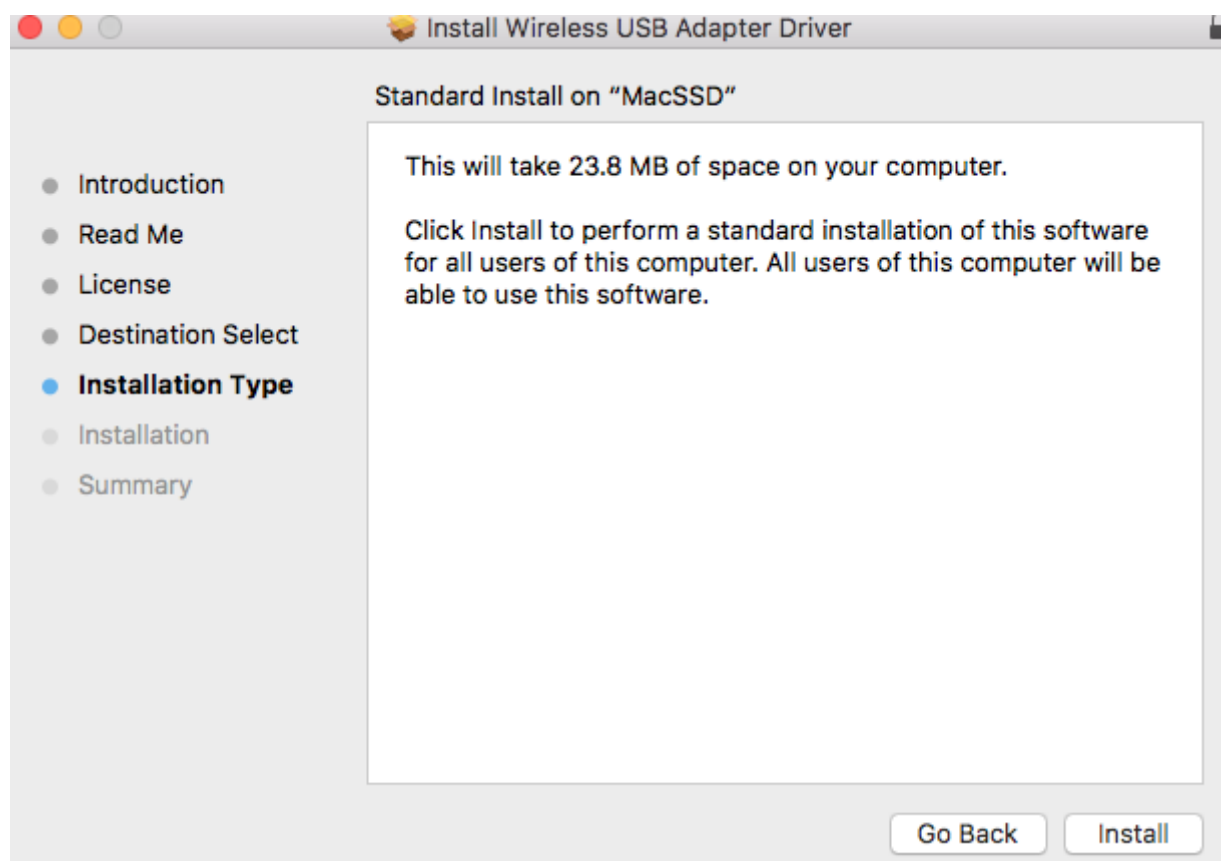 Install Wireless USB Adapter Driver
Standard Install on “MacSSD”
Introduction
Read Me
License
Destination Select
Installation Type
Installation
Summary
This will take 23.8 MB of space on your computer.
Click Install to perform a standard installation of this software
for all users of this computer. All users of this computer will be
able to use this software.
Go Back
Install